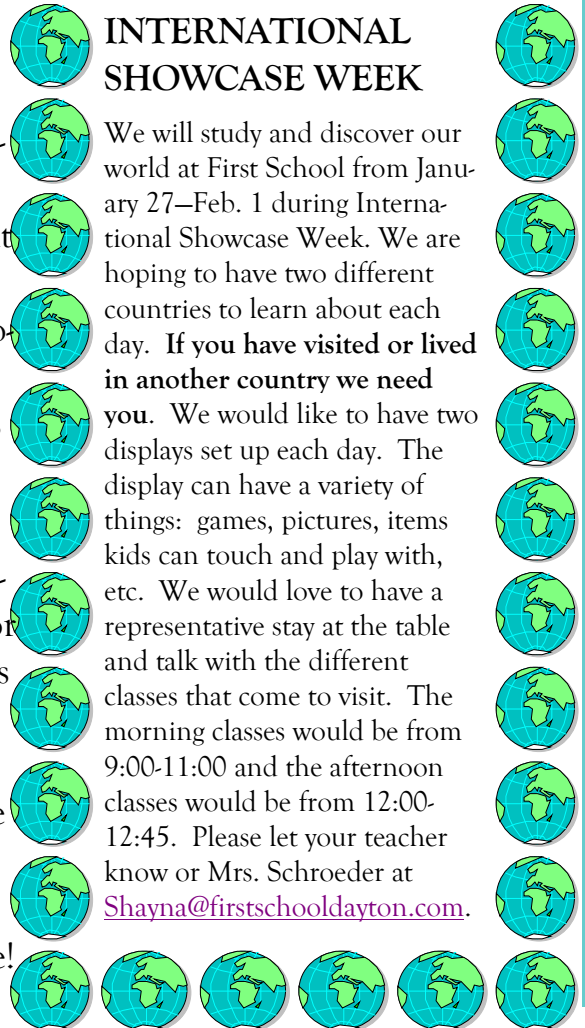 INTERNATIONAL
SHOWCASE WEEK
We will study and discover our
world at First School from Janu-
ary 27—Feb. 1 during Interna-
tional Showcase Week. We are
hoping to have two different
countries to learn about each
day.  If you have visited or lived
in another country we need
you.  We would like to have two
displays set up each day.  The
display can have a variety of
things:  games, pictures, items
kids can touch and play with,
etc.  We would love to have a
representative stay at the table
and talk with the different
classes that come to visit.  The
morning classes would be from
9:00-11:00 and the afternoon
classes would be from 12:00-
12:45.  Please let your teacher
know or Mrs. Schroeder at
Shayna@firstschooldayton.com.